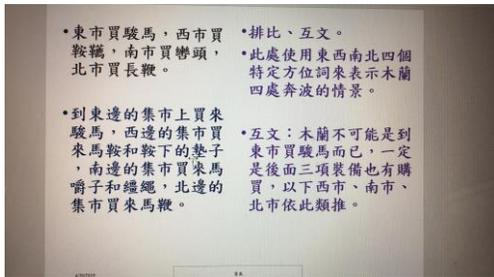 •東市買駿馬，西市買
鞍韉，南市買轡頭，
北市買長鞭。
•到東邊的集市上買來
駿馬，西邊的集市買
來馬鞍和鞍下的墊子
，南邊的集市買來馬
嚼子和繮繩，北邊的
集市買來馬鞭。
•排比、互文。
•此處使用東西南北四個
特定方位詞來表示木蘭
四處奔波的情景。
•互文：木蘭不可能是到
東市買駿馬而已，一定
是後面三項裝備也有購
買，以下西市、南市、
北市依此類推。